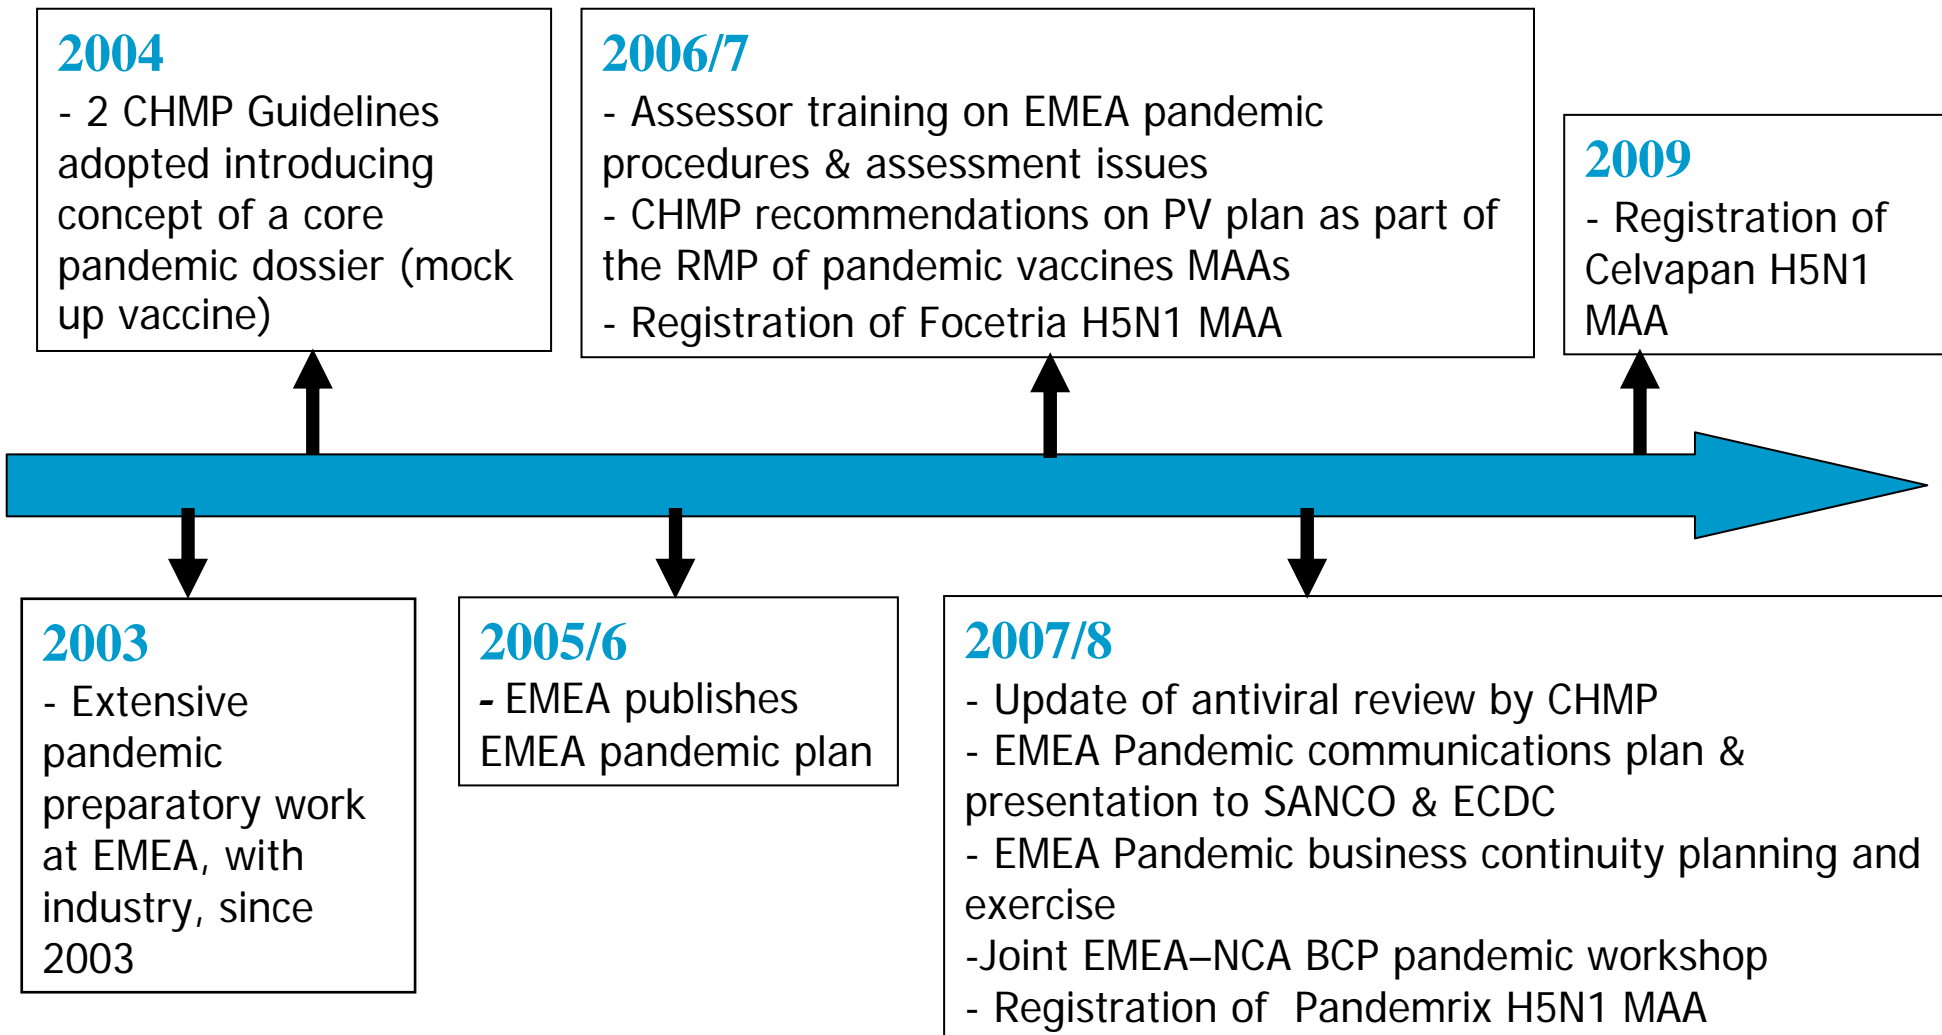 2004
- 2 CHMP Guidelines
adopted introducing
concept of a core
pandemic dossier (mock
up vaccine)
2006/7
- Assessor training on EMEA pandemic
procedures & assessment issues
- CHMP recommendations on PV plan as part of
the RMP of pandemic vaccines MAAs
- Registration of Focetria H5N1 MAA
2009
- Registration of
Celvapan H5N1
MAA
2003
- Extensive
pandemic
preparatory work
at EMEA, with
industry, since
2003
2005/6
- EMEA publishes
EMEA pandemic plan
2007/8
- Update of antiviral review by CHMP
- EMEA Pandemic communications plan &
presentation to SANCO & ECDC
- EMEA Pandemic business continuity planning and
exercise
-Joint EMEA–NCA BCP pandemic workshop
- Registration of  Pandemrix H5N1 MAA